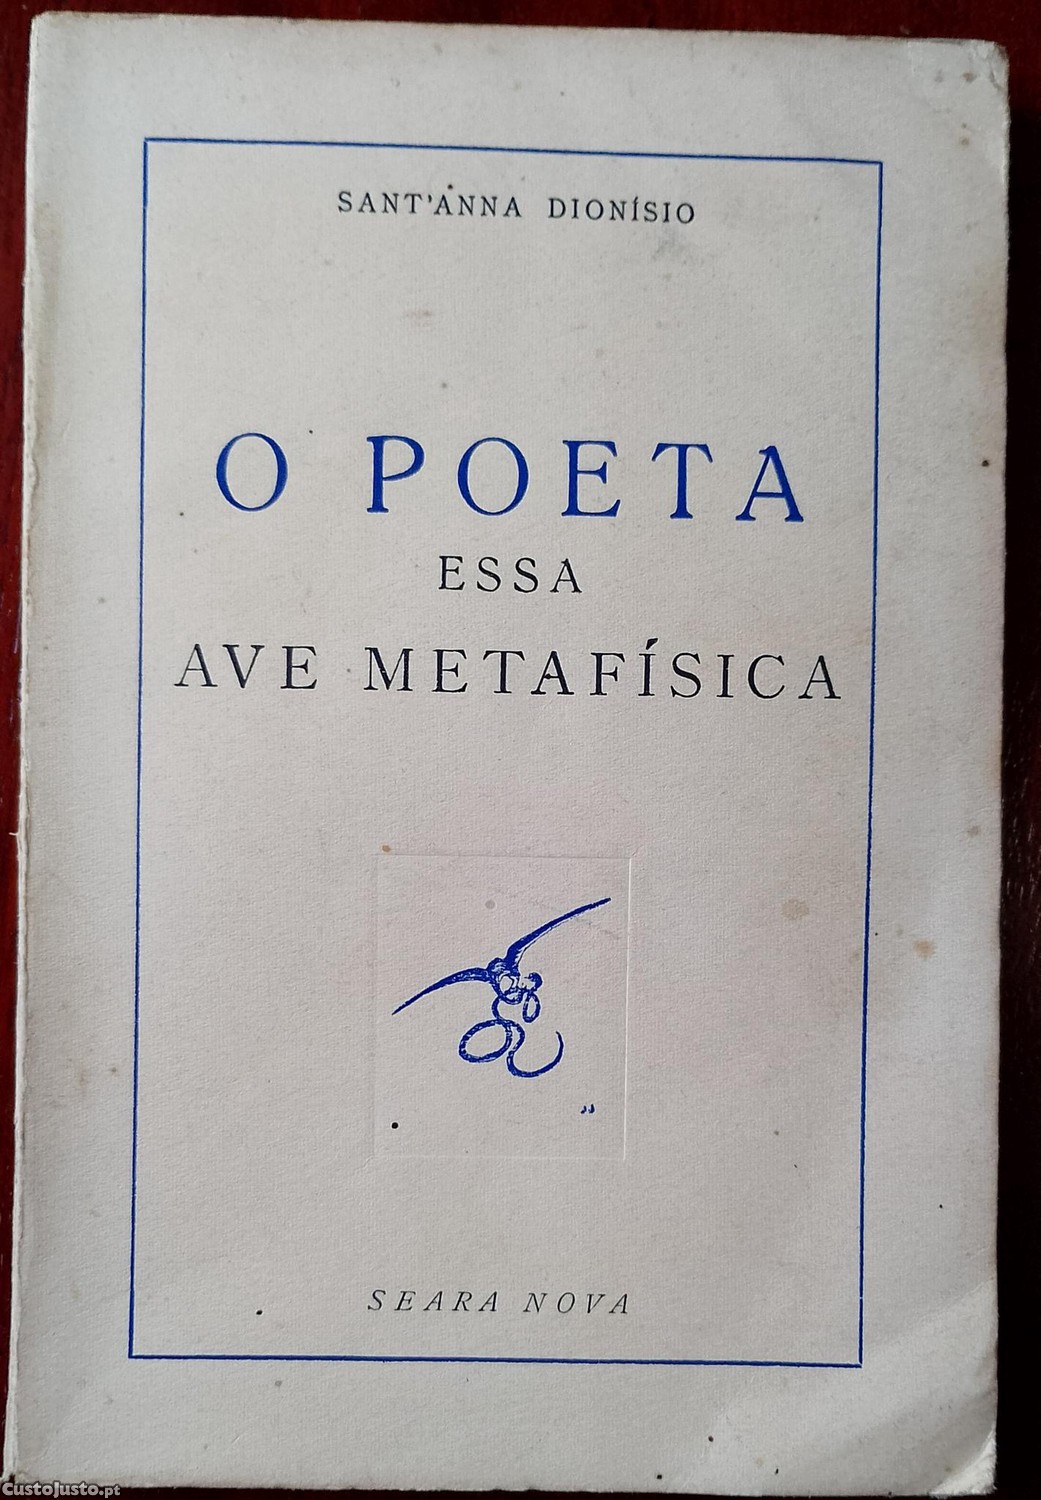 SANT'ANNA DIONÍSIO
O POETA
ESSA
AVE METAFÍSICA
SEARA NOVA
CustoJusto.pt